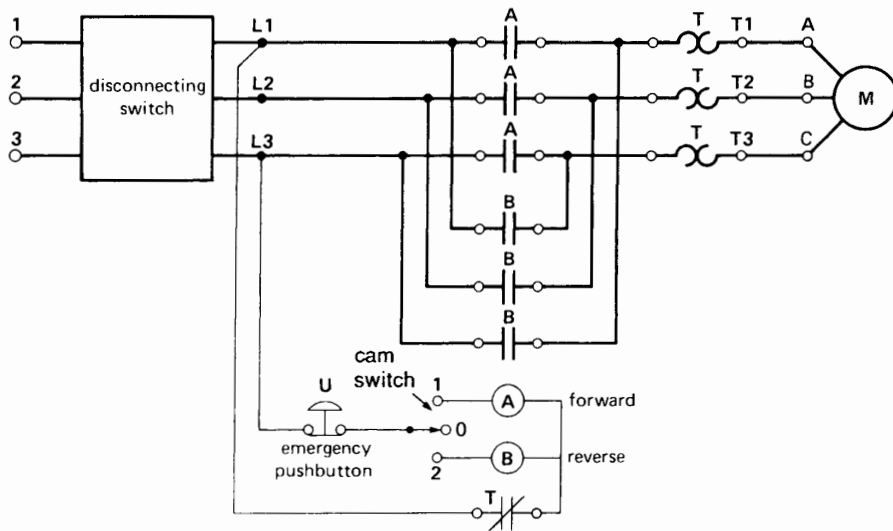 1 L1 A T T1 A
disconnecting
switch
2 L2 A T T2 B M
3 L3 A T T3 C
B
B
B
cam
switch
U 1 A forward
0
emergency
pushbutton
2 B reverse
T